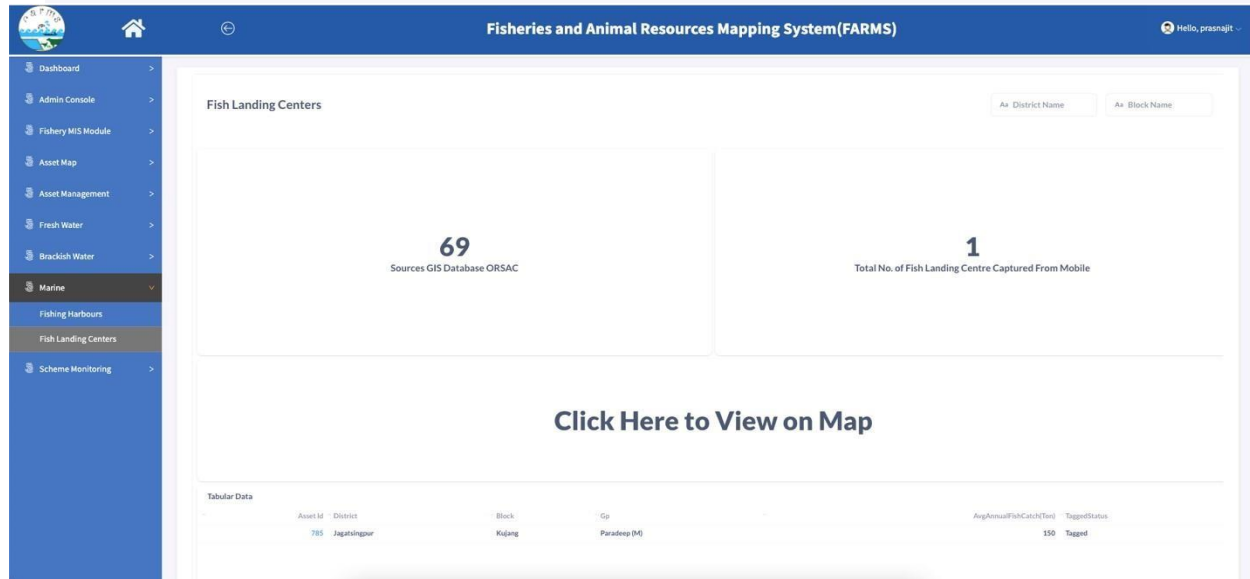 farms
Fisheries and Animal Resources Mapping System(FARMS)
Hello, prasnajit
Dashboard >
Admin Console >
Fishery MIS Module >
Asset Map >
Asset Management >
Fresh Water >
Brackish Water >
Marine
Fishing Harbours
Fish Landing Centers
Scheme Monitoring >
Fish Landing Centers
Aa District Name
Aa Block Name
69
Sources GIS Database ORSAC
1
Total No. of Fish Landing Centre Captured From Mobile
Click Here to View on Map
Tabular Data
Asset Id District Block Gp AvgAnnualFishCatch(Ton) TaggedStatus
785 Jagatsingpur Kujang Paradeep (M) 150 Tagged